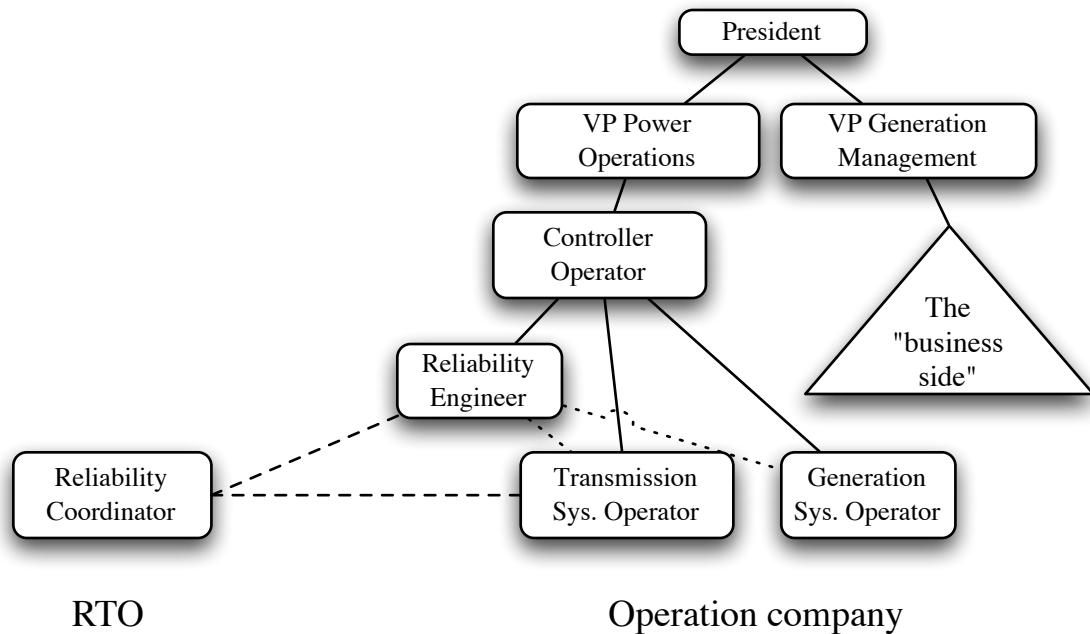 President
VP Power
Operations
VP Generation
Management
Controller
Operator
The
"business
side"
Reliability
Engineer
Reliability
Coordinator
Transmission
Sys. Operator
Generation
Sys. Operator
RTO
Operation company